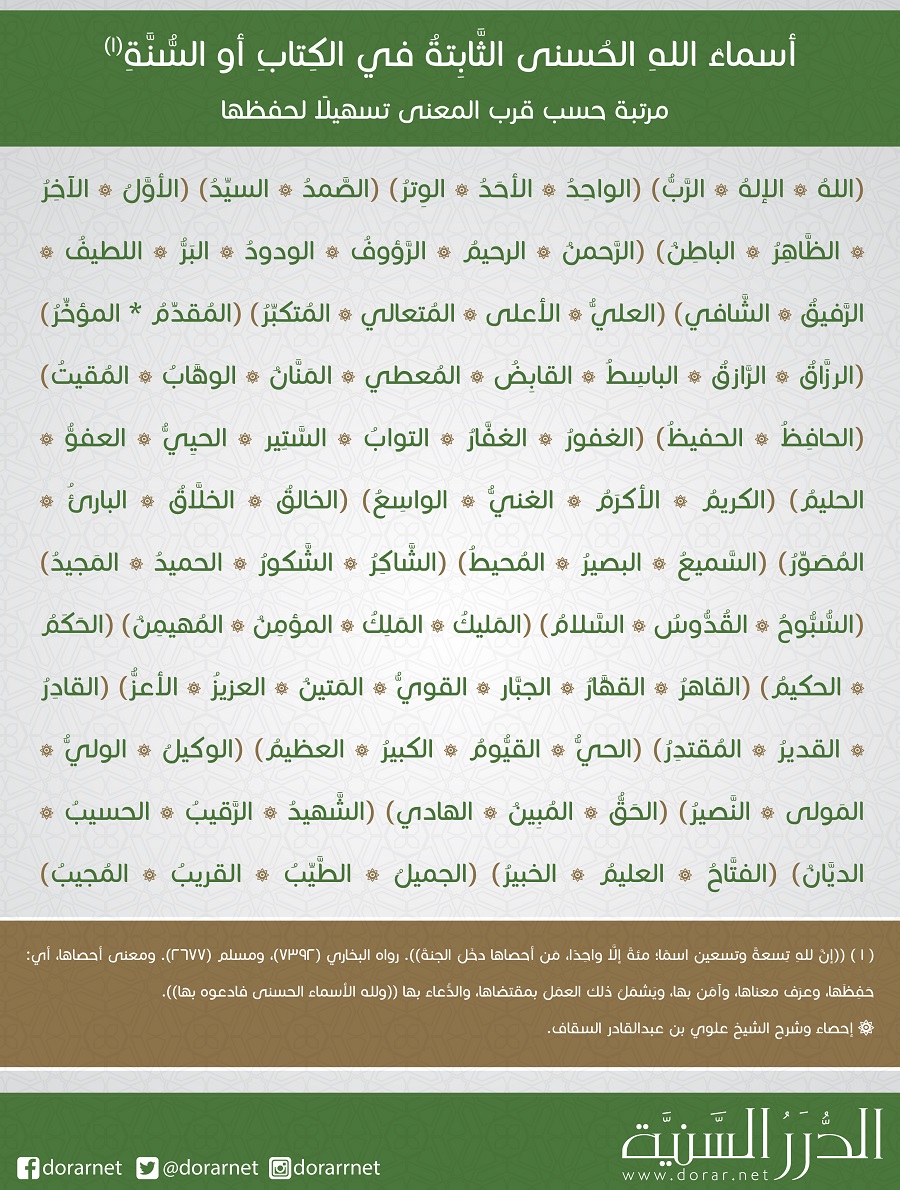 أسماءُ اللهِ الحُسنى الثَّابِتةُ في الكِتابِ أو السُّنَّةِ(١)
مرتبة حسب قرب المعنى تسهيلًا لحفظها
(اللهُ ۞ الإلهُ ۞ الرَّبُّ) (الواحِدُ ۞ الأحَدُ ۞ الوِترُ) (الصَّمدُ ۞ السيِّدُ) (الأوَّلُ ۞ الآخِرُ
۞ الظَّاهِرُ ۞ الباطِنُ) (الرَّحمنُ ۞ الرحيمُ ۞ الرَّؤوفُ ۞ الودودُ ۞ البَرُّ ۞ اللطيفُ ۞
الرَّفيقُ ۞ الشَّافي) (العليُّ ۞ الأعلى ۞ المُتعالي ۞ المُتكبِّرُ) (المُقدِّمُ * المؤخِّرُ)
(الرزَّاقُ ۞ الرَّازقُ ۞ الباسِطُ ۞ القابِضُ ۞ المُعطي ۞ المَنَّانُ ۞ الوهَّابُ ۞ المُقيتُ)
(الحافِظُ ۞ الحفيظُ) (الغفورُ ۞ الغفَّارُ ۞ التوابُ ۞ السَّتِير ۞ الحيِيُّ ۞ العفوُّ ۞
الحليمُ) (الكريمُ ۞ الأكرَمُ ۞ الغنيُّ ۞ الواسِعُ) (الخالقُ ۞ الخلَّاقُ ۞ البارئُ ۞
المُصَوِّرُ) (السَّميعُ ۞ البصيرُ ۞ المُحيطُ) (الشَّاكِرُ ۞ الشَّكورُ ۞ الحميدُ ۞ المَجيدُ)
(السُّبُّوحُ ۞ القُدُّوسُ ۞ السَّلامُ) (المَليكُ ۞ المَلِكُ ۞ المؤمِنُ ۞ المُهيمِنُ) (الحَكَمُ
۞ الحكيمُ) (القاهرُ ۞ القهَّارُ ۞ الجبَّار ۞ القويُّ ۞ المَتينُ ۞ العزيزُ ۞ الأعزُّ) (القادِرُ
۞ القديرُ ۞ المُقتدِرُ) (الحيُّ ۞ القيُّومُ ۞ الكبيرُ ۞ العظيمُ) (الوكيلُ ۞ الوليُّ ۞
المَولى ۞ النَّصيرُ) (الحَقُّ ۞ المُبِينُ ۞ الهادي) (الشَّهيدُ ۞ الرَّقيبُ ۞ الحسيبُ ۞
الديَّانُ) (الفتَّاحُ ۞ العليمُ ۞ الخبيرُ) (الجميلُ ۞ الطَّيِّبُ ۞ القريبُ ۞ المُجيبُ)
(١) ((إنَّ للهِ تِسعةً وتسعين اسمًا؛ مئةً إلَّا واحِدًا، مَن أحصاها دخَل الجنةَ)). رواه البخاري (٧٣٩٢)، ومسلم (٢٦٧٧). ومعنى أحصاها، أي:
حَفِظَها، وعرَف معناها، وآمَن بها، ويَشمَلُ ذلك العمَل بمقتضاها، والدُّعاء بها ((ولله الأسماء الحسنى فادعوه بها)).
۞ إحصاء وشرح الشيخ علوي بن عبدالقادر السقاف.
الدُّرَرُ السَّنِيَّة
www.dorar.net
dorarnet @dorarnet dorarrnet